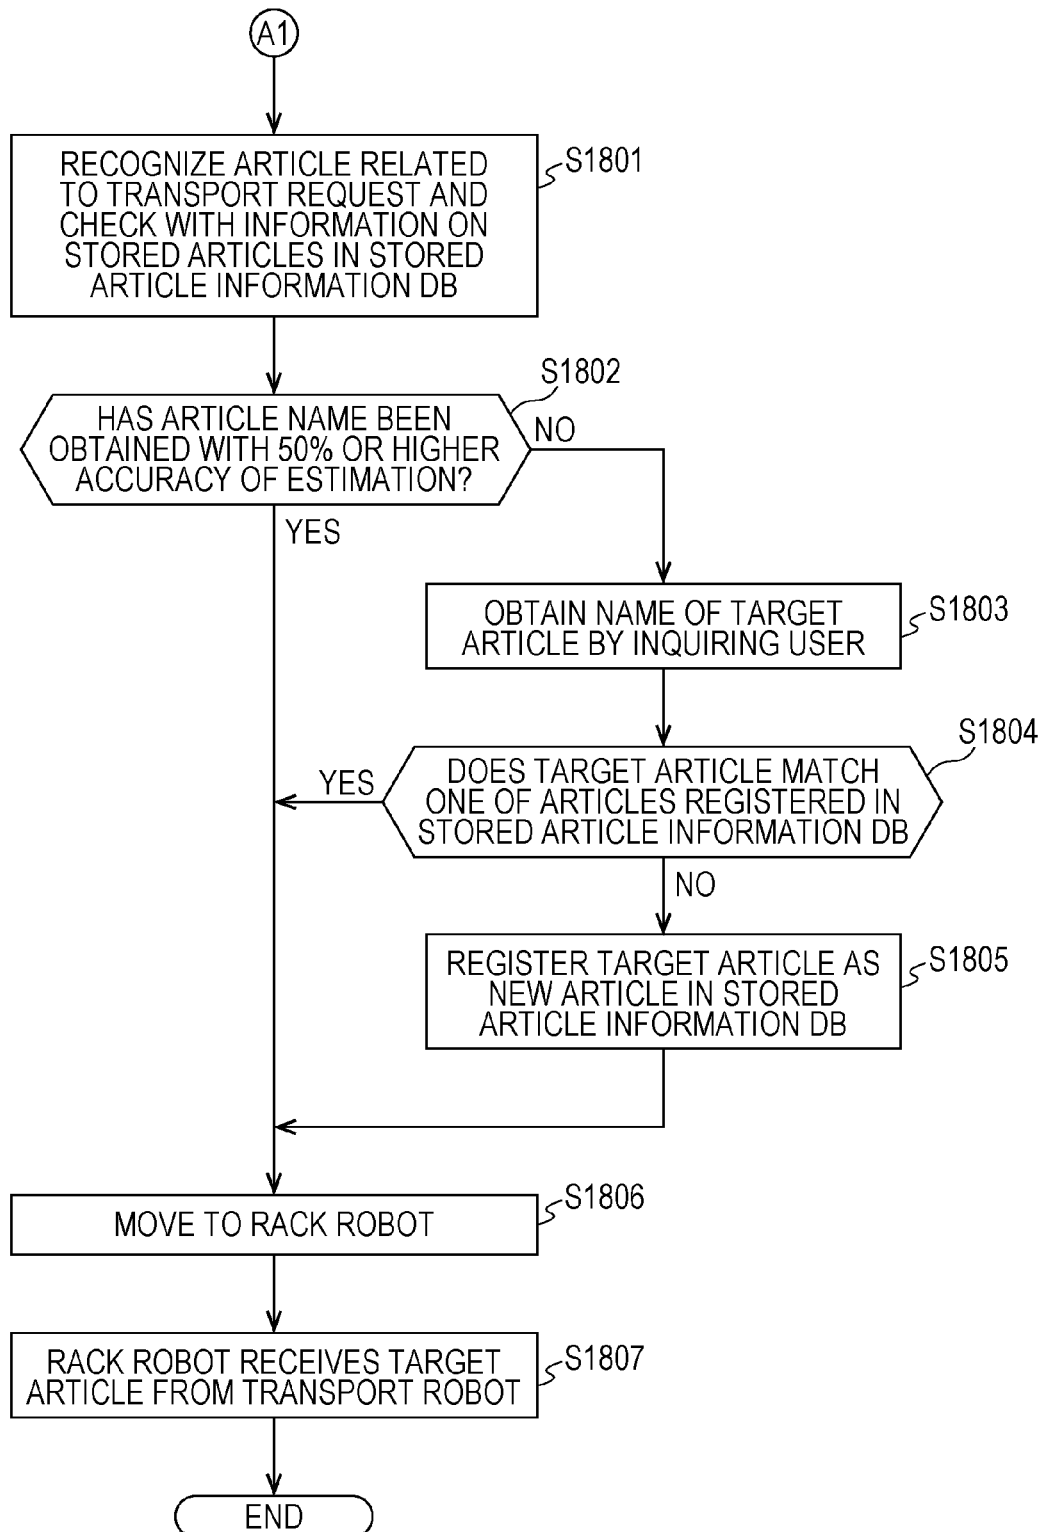 A1
RECOGNIZE ARTICLE RELATED
TO TRANSPORT REQUEST AND
CHECK WITH INFORMATION ON
STORED ARTICLES IN STORED
ARTICLE INFORMATION DB
S1801
S1802
HAS ARTICLE NAME BEEN
OBTAINED WITH 50% OR HIGHER
ACCURACY OF ESTIMATION?
NO
YES
OBTAIN NAME OF TARGET
ARTICLE BY INQUIRING USER
S1803
S1804
YES
DOES TARGET ARTICLE MATCH
ONE OF ARTICLES REGISTERED IN
STORED ARTICLE INFORMATION DB
NO
REGISTER TARGET ARTICLE AS
NEW ARTICLE IN STORED
ARTICLE INFORMATION DB
S1805
MOVE TO RACK ROBOT
S1806
RACK ROBOT RECEIVES TARGET
ARTICLE FROM TRANSPORT ROBOT
S1807
END